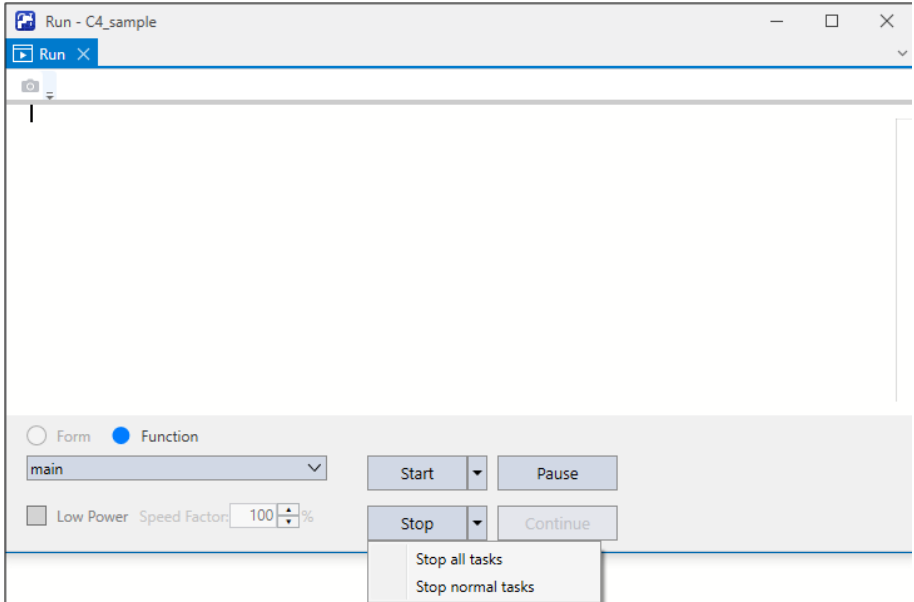 Run - C4_sample
Run
Form Function
main
Start Pause
Low Power Speed Factor: 100 %
Stop Continue
Stop all tasks
Stop normal tasks